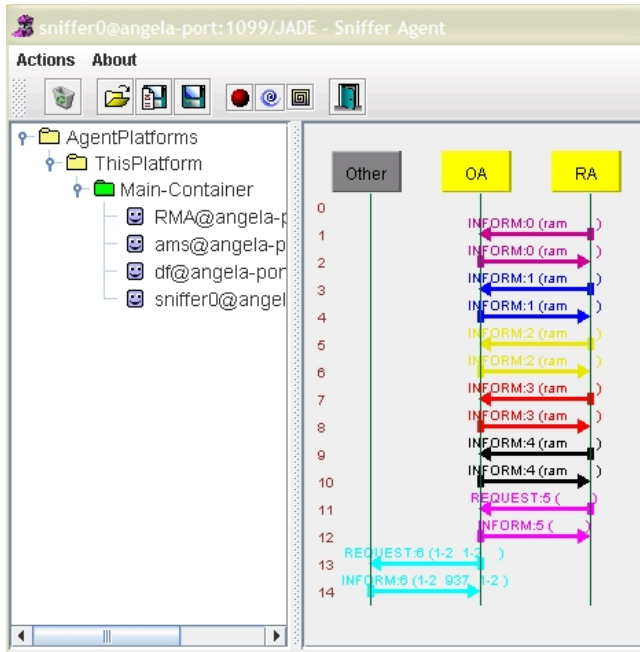 sniffer0@angela-port:1099/JADE - Sniffer Agent
Actions About
AgentPlatforms
ThisPlatform
Main-Container
RMA@angela-p
ams@angela-p
df@angela-por
sniffer0@angel
Other OA RA
0
INFORM:0 (ram )
1
INFORM:0 (ram )
2
INFORM:1 (ram )
3
INFORM:1 (ram )
4
INFORM:2 (ram )
5
INFORM:2 (ram )
6
INFORM:3 (ram )
7
INFORM:3 (ram )
8
INFORM:4 (ram )
9
INFORM:4 (ram )
10
REQUEST:5 ( )
11
INFORM:5 ( )
12
REQUEST:6 (1-2 1-2 )
13
INFORM:6 (1-2 937 1-2 )
14